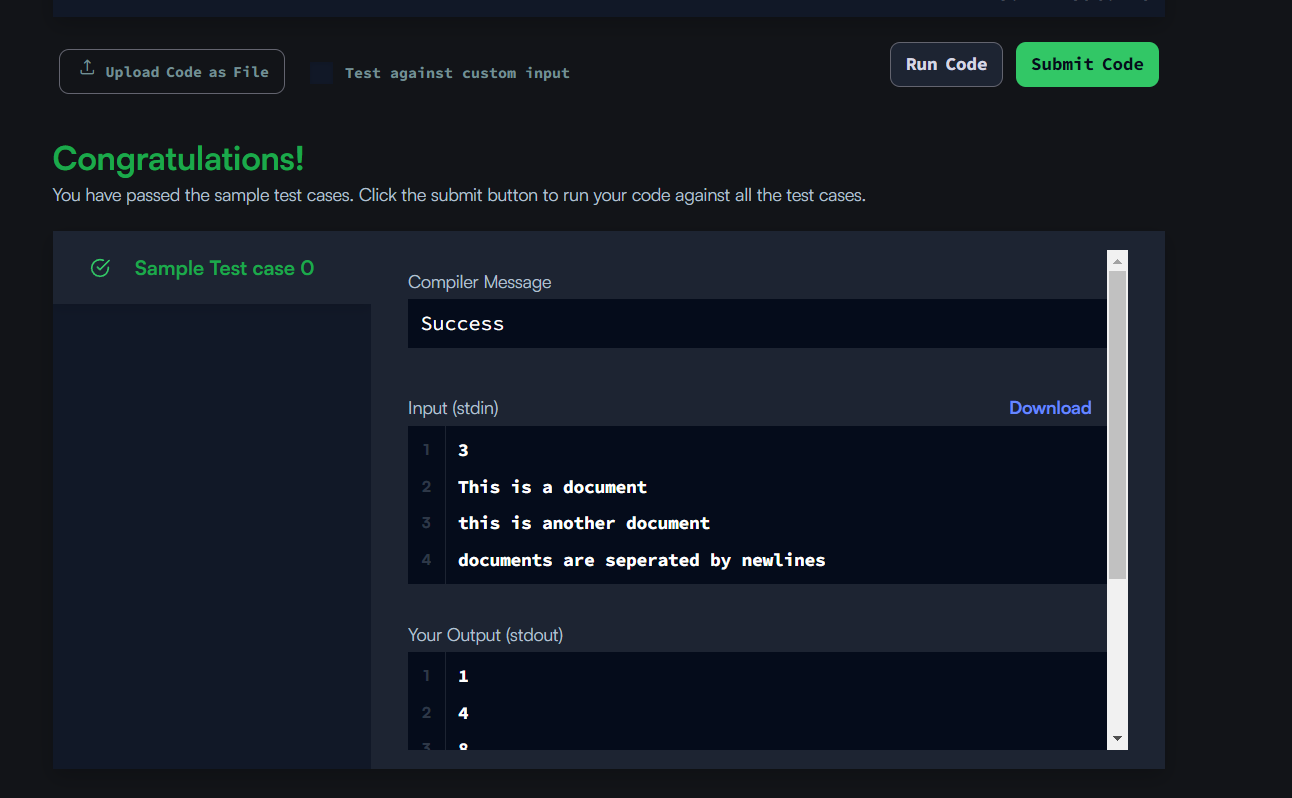 Upload Code as File
Test against custom input
Run Code
Submit Code
Congratulations!
You have passed the sample test cases. Click the submit button to run your code against all the test cases.
Sample Test case 0
Compiler Message
Success
Input (stdin)
Download
1 3
2 This is a document
3 this is another document
4 documents are seperated by newlines
Your Output (stdout)
1 1
2 4
3 8